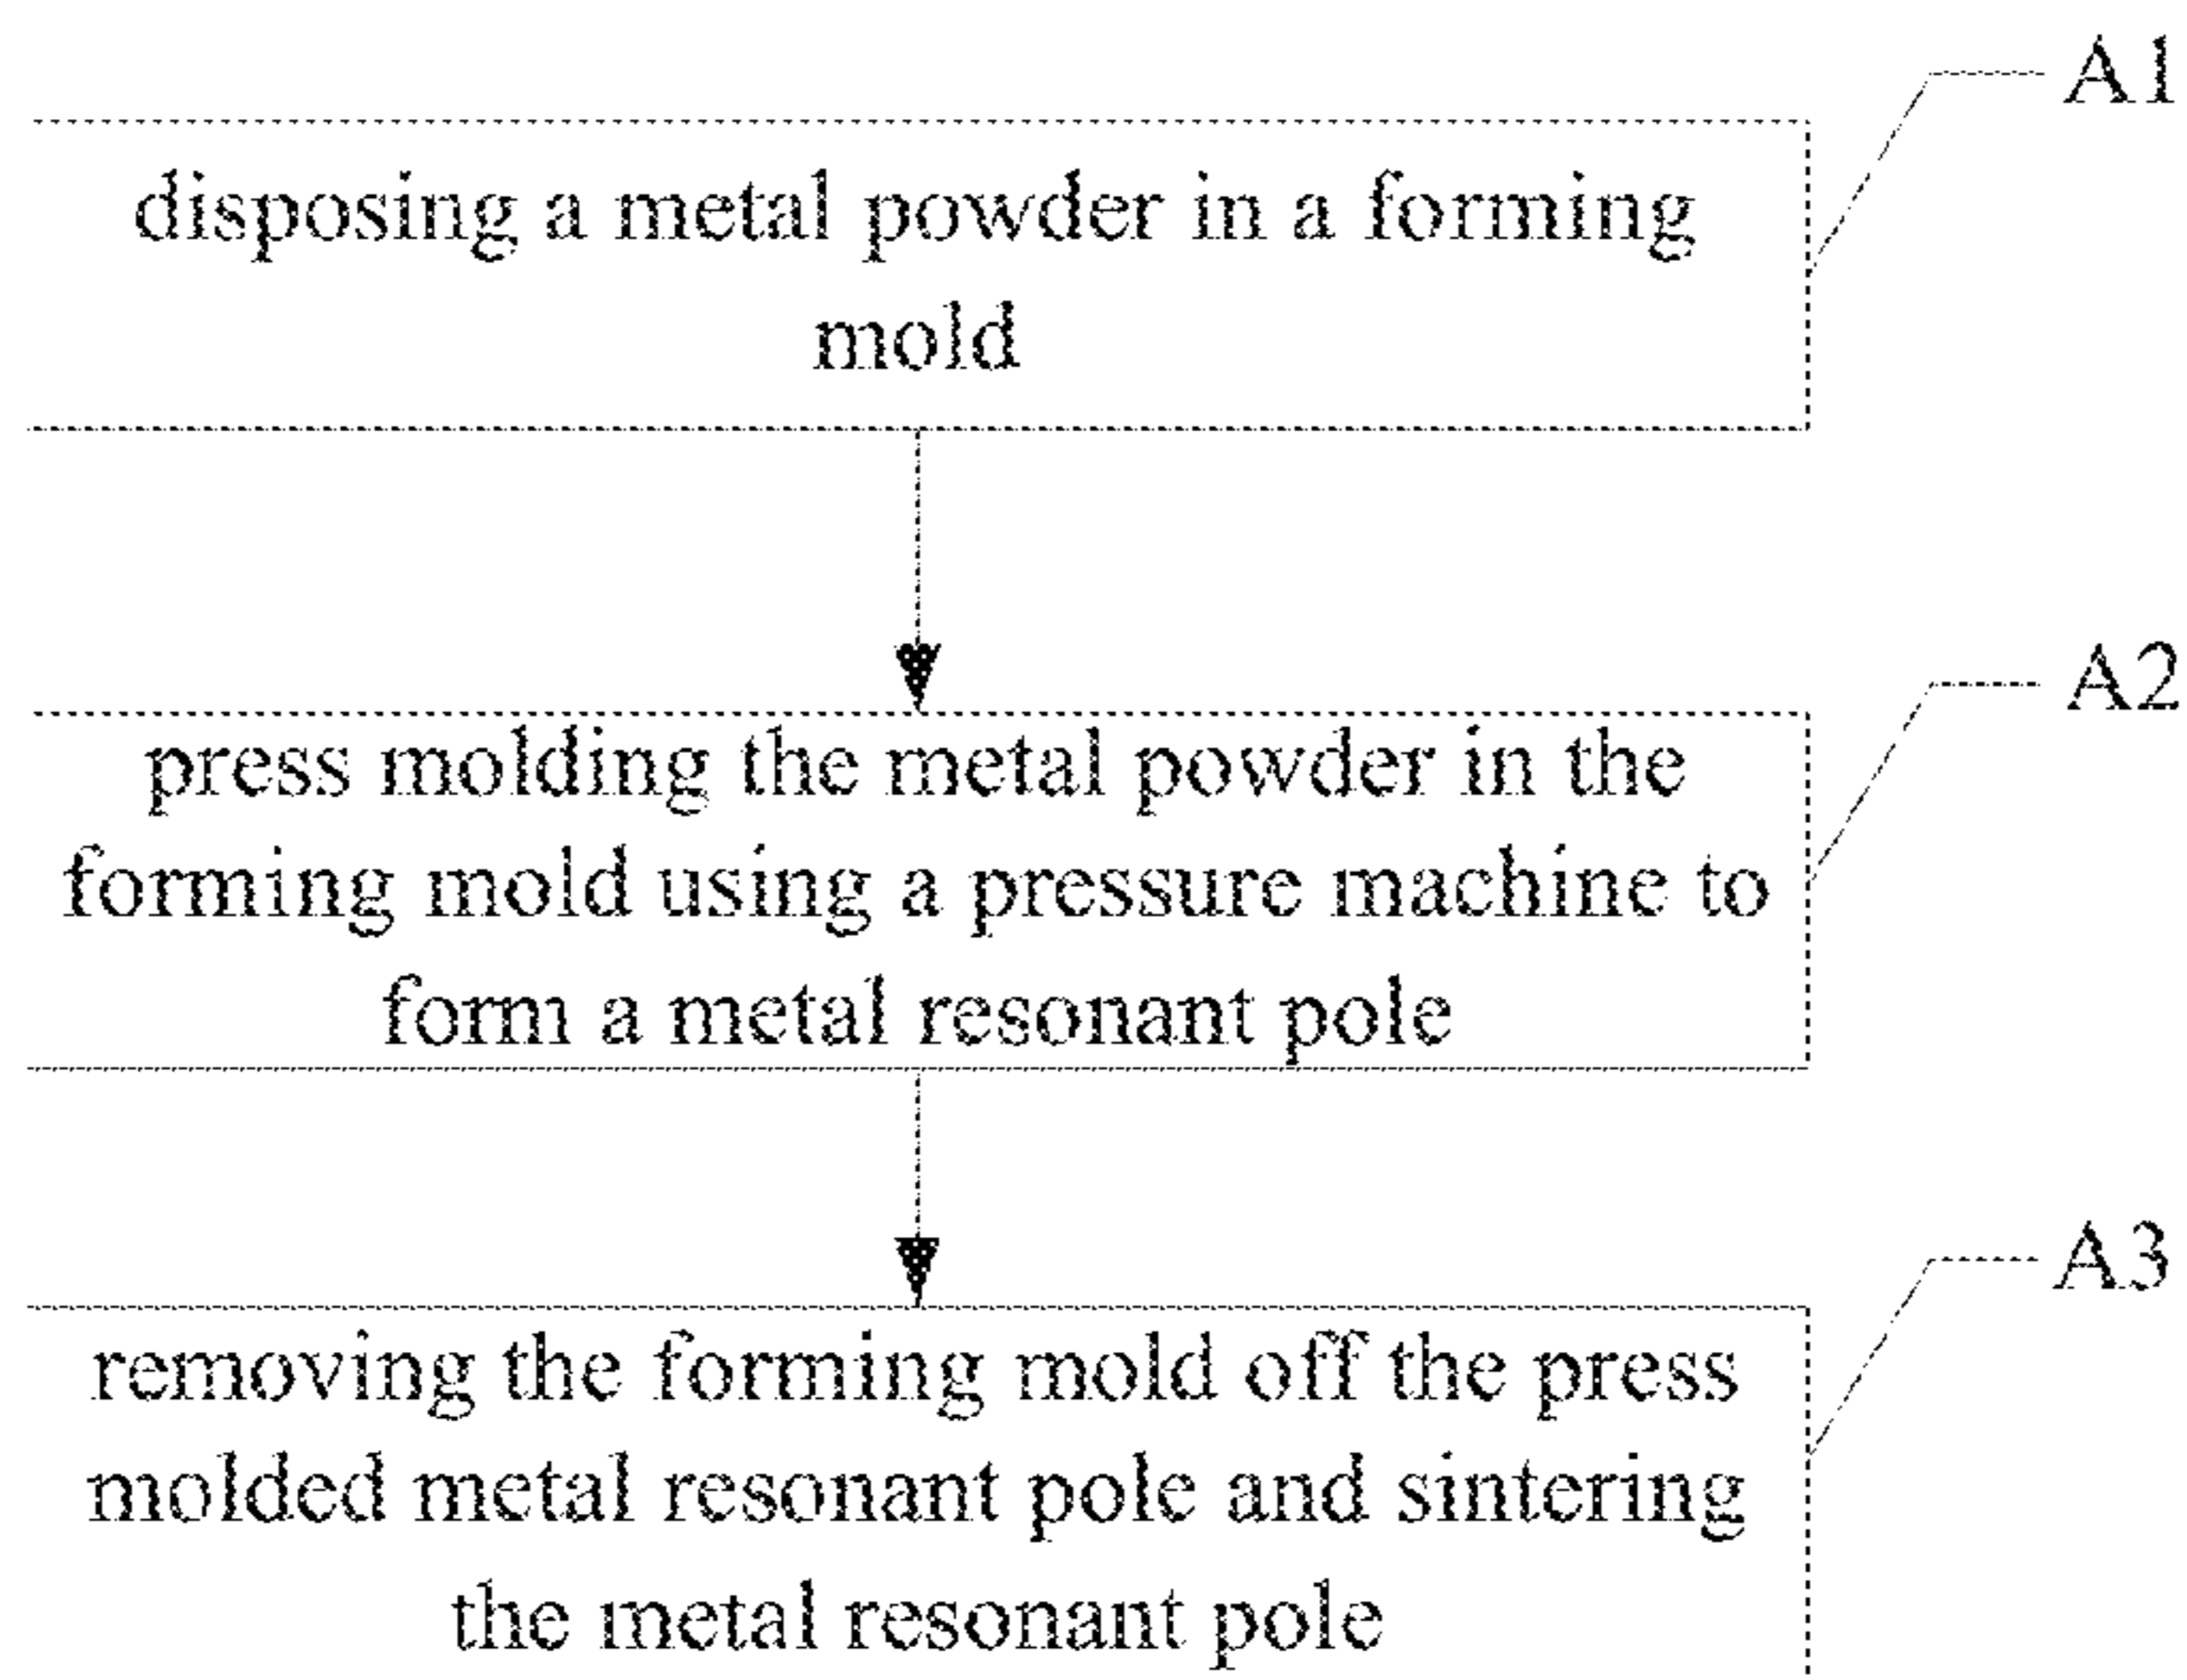 A1
disposing a metal powder in a forming
mold
A2
press molding the metal powder in the
forming mold using a pressure machine to
form a metal resonant pole
A3
removing the forming mold off the press
molded metal resonant pole and sintering
the metal resonant pole